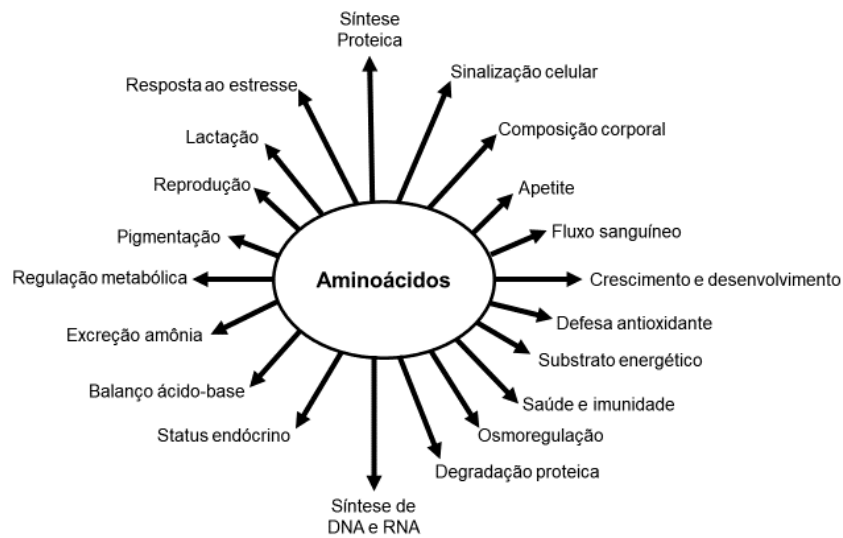 Síntese
Proteica
Sinalização celular
Resposta ao estresse
Composição corporal
Lactação
Reprodução
Apetite
Pigmentação
Fluxo sanguíneo
Regulação metabólica
Aminoácidos
Crescimento e desenvolvimento
Excreção amônia
Defesa antioxidante
Substrato energético
Balanço ácido-base
Saúde e imunidade
Status endócrino
Osmoregulação
Degradação proteica
Síntese de
DNA e RNA